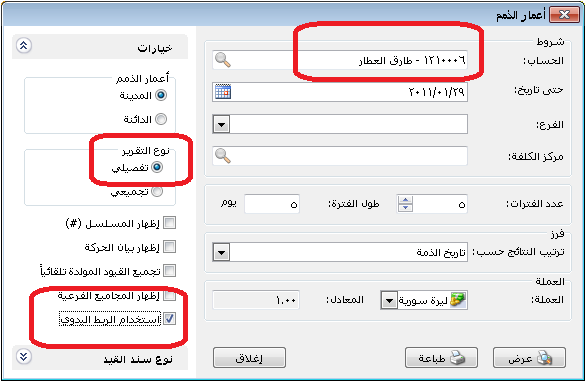 أعمار الذمم
شروط
الحساب: ١٢١٠٠٠٦ - طارق العطار
حتى تاريخ: ٢٠١١/٠١/٢٩
الفرع:
مركز الكلفة:
عدد الفترات: ٥ طول الفترة: ٥ يوم
فرز
ترتيب النتائج حسب: تاريخ الذمة
العملة
العملة: ليرة سورية المعادل: ١.٠٠
عرض طباعة إغلاق
خيارات
أعمار الذمم
المدينة
الدائنة
نوع التقرير
تفصيلي
تجميعي
إظهار المسلسل (#)
إظهار بيان الحركة
تجميع القيود المولدة تلقائياً
إظهار المجاميع الفرعية
استخدام الربط اليدوي
نوع سند القيد